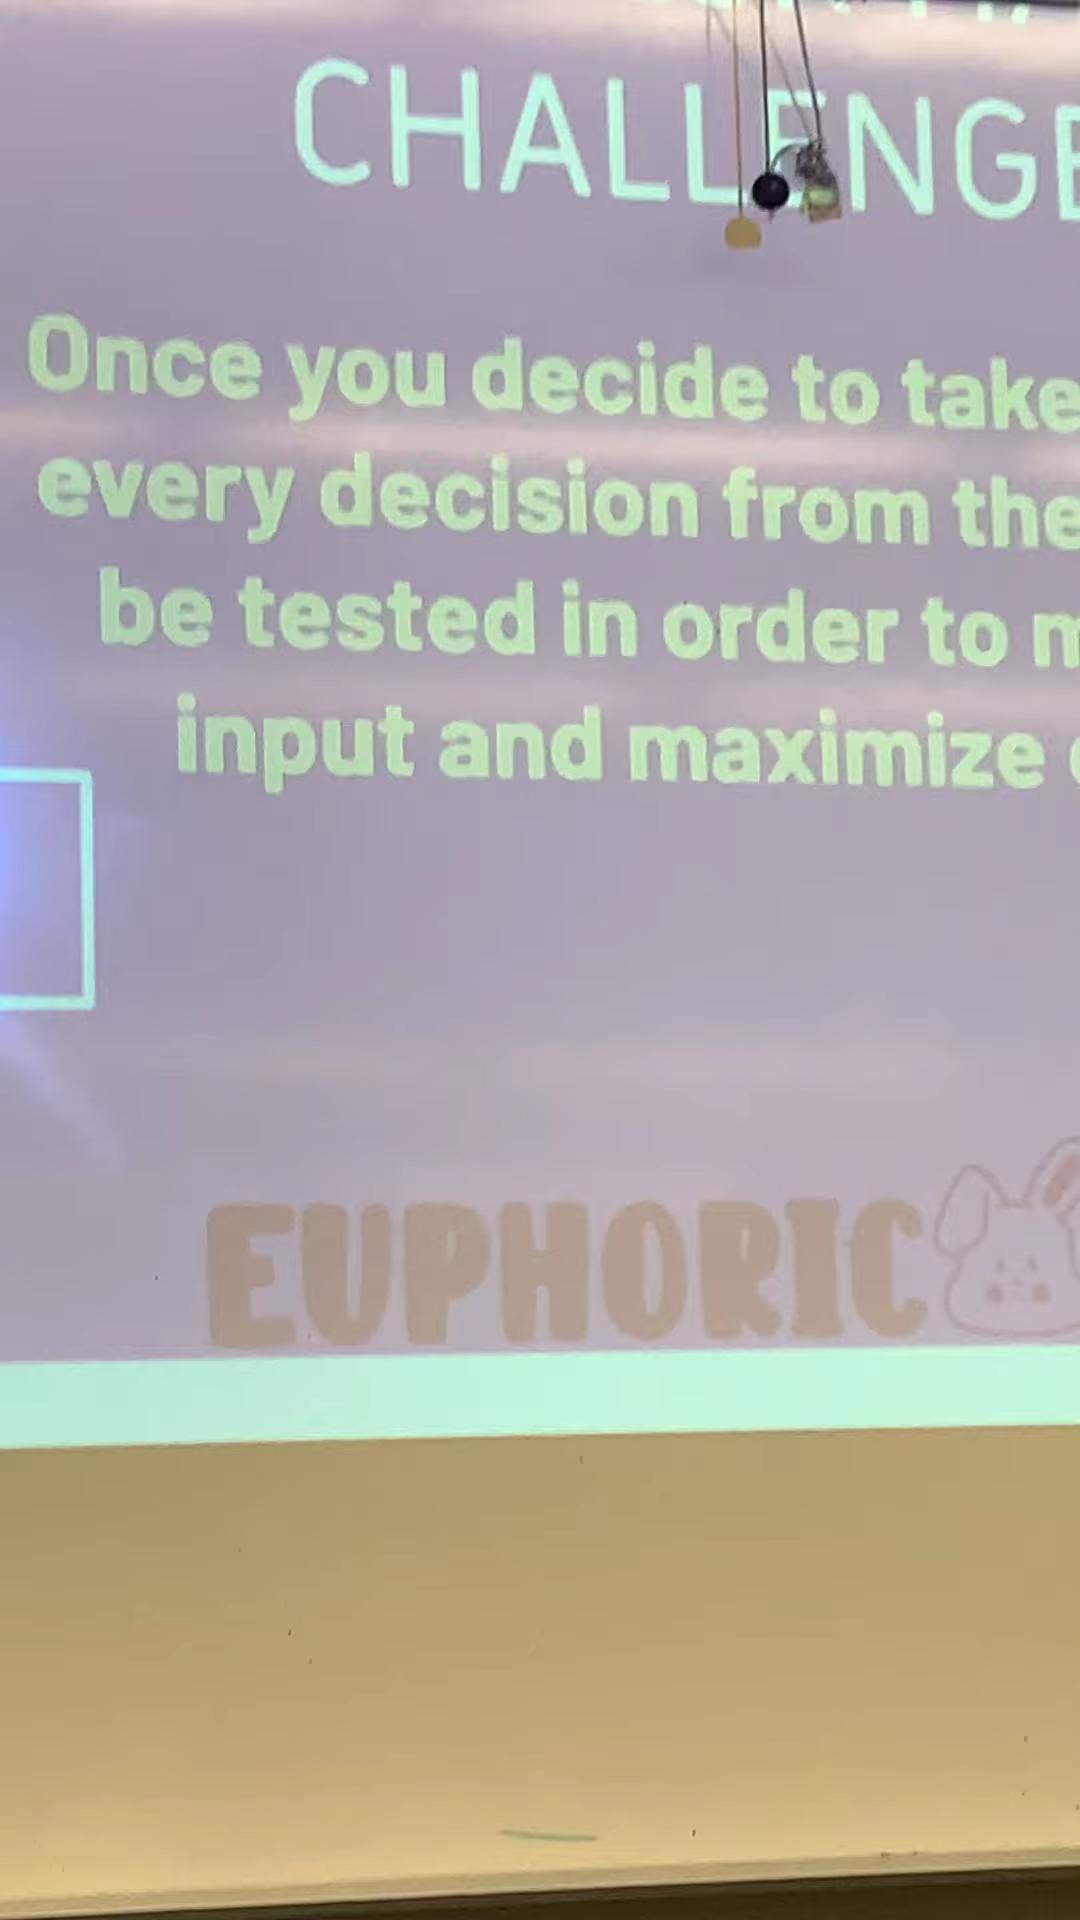 CHALLENGE
Once you decide to take
every decision from the
be tested in order to
input and maximize
EUPHORIC